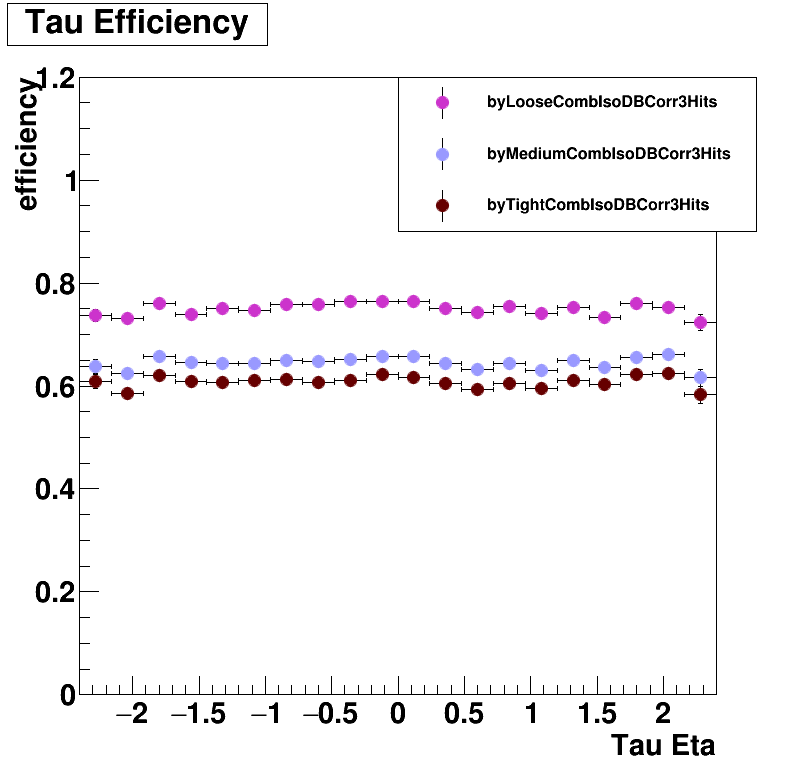 Tau Efficiency
efficiency
1.2
1
0.8
0.6
0.4
0.2
0
byLooseCombIsoDBCorr3Hits
byMediumCombIsoDBCorr3Hits
byTightCombIsoDBCorr3Hits
−2 −1.5 −1 −0.5 0 0.5 1 1.5 2
Tau Eta